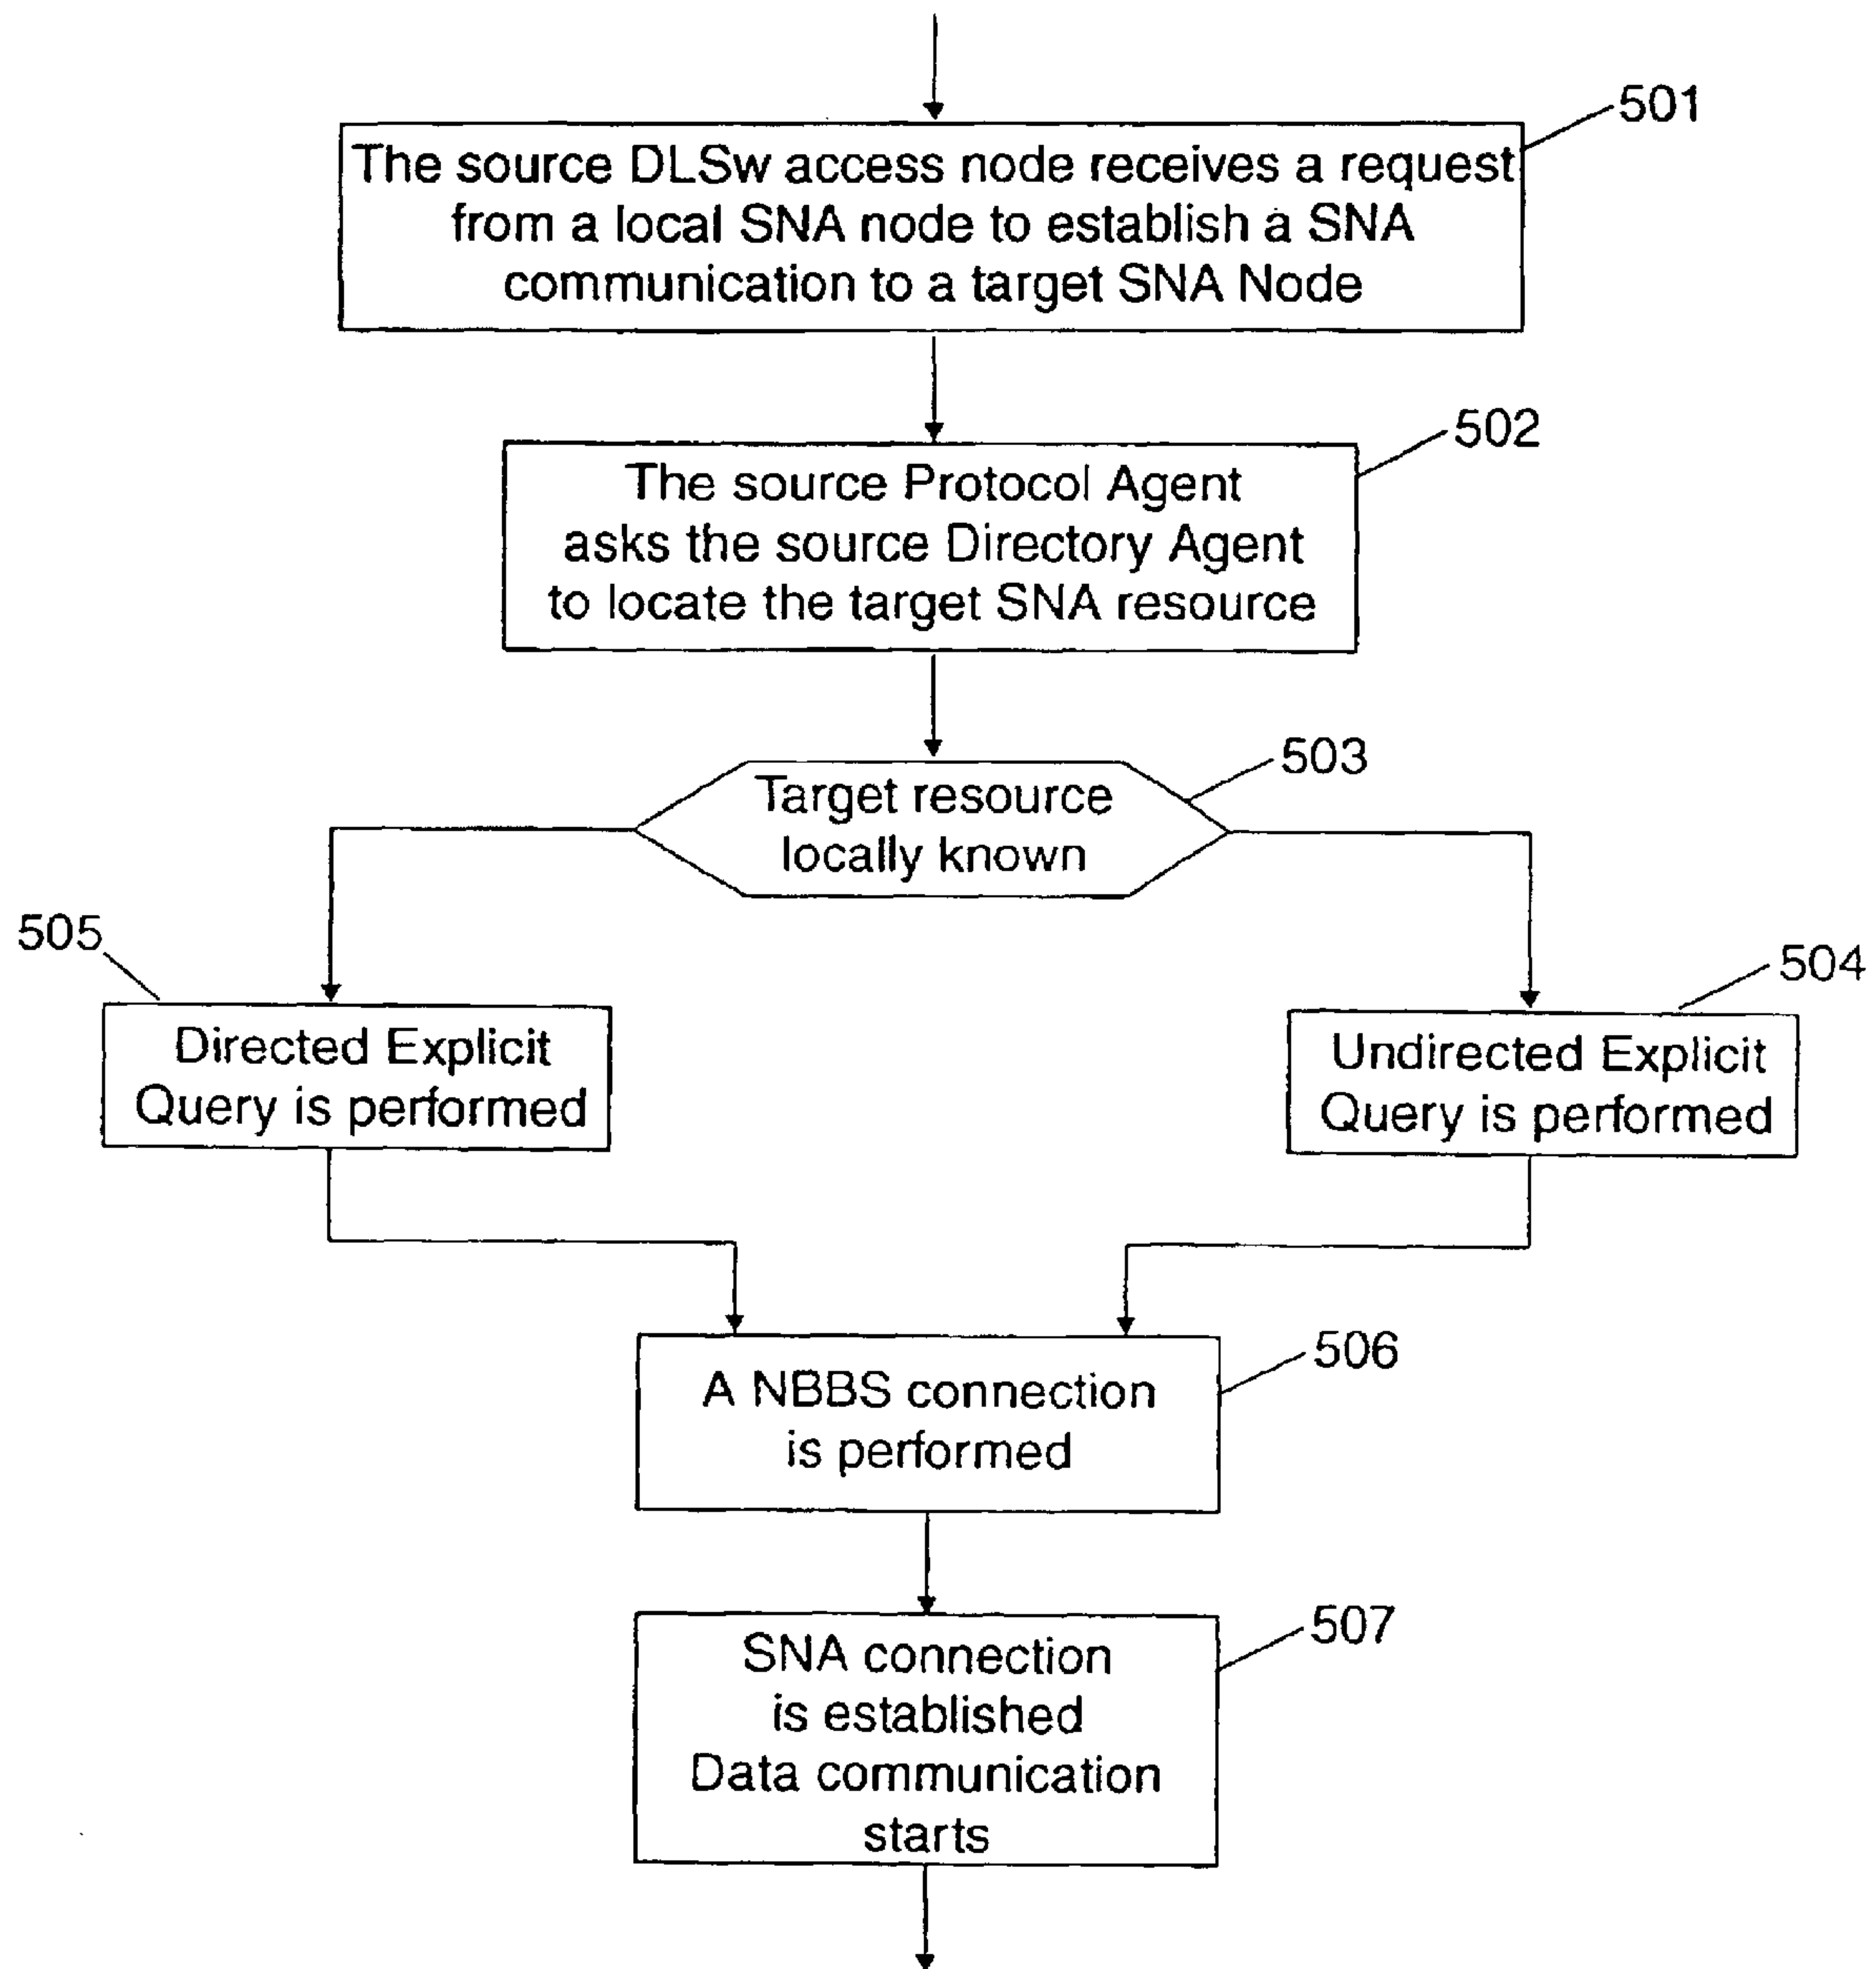 501
The source DLSw access node receives a request
from a local SNA node to establish a SNA
communication to a target SNA Node
502
The source Protocol Agent
asks the source Directory Agent
to locate the target SNA resource
503
Target resource
locally known
505
504
Directed Explicit
Query is performed
Undirected Explicit
Query is performed
506
A NBBS connection
is performed
507
SNA connection
is established
Data communication
starts